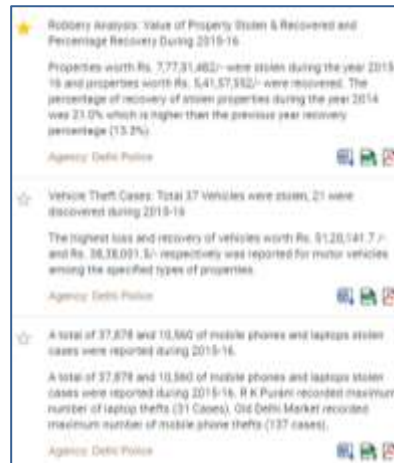 Robbery Analysis: Value of Property Stolen & Recovered and
Percentage Recovery During 2015-16
Properties worth Rs. 7,77,31,482/- were stolen during the year 2015-
16 and properties worth Rs. 5,41,57,552/- were recovered. The
percentage of recovery of stolen properties during the year 2014
was 21.0% which is higher than the previous year recovery
percentage (13.3%).
Agency: Delhi Police
Vehicle Theft Cases: Total 37 Vehicles were stolen, 21 were
discovered during 2015-16
The highest loss and recovery of vehicles worth Rs. 51,20,141.7 /-
and Rs. 38,38,001.5/- respectively was reported for motor vehicles
among the specified types of properties.
Agency: Delhi Police
A total of 37,878 and 10,560 of mobile phones and laptops stolen
cases were reported during 2015-16.
A total of 37,878 and 10,560 of mobile phones and laptops stolen
cases were reported during 2015-16. R K Puram recorded maximum
number of laptop thefts (31 Cases). Old Delhi Market recorded
maximum number of mobile phone thefts (137 cases).
Agency: Delhi Police